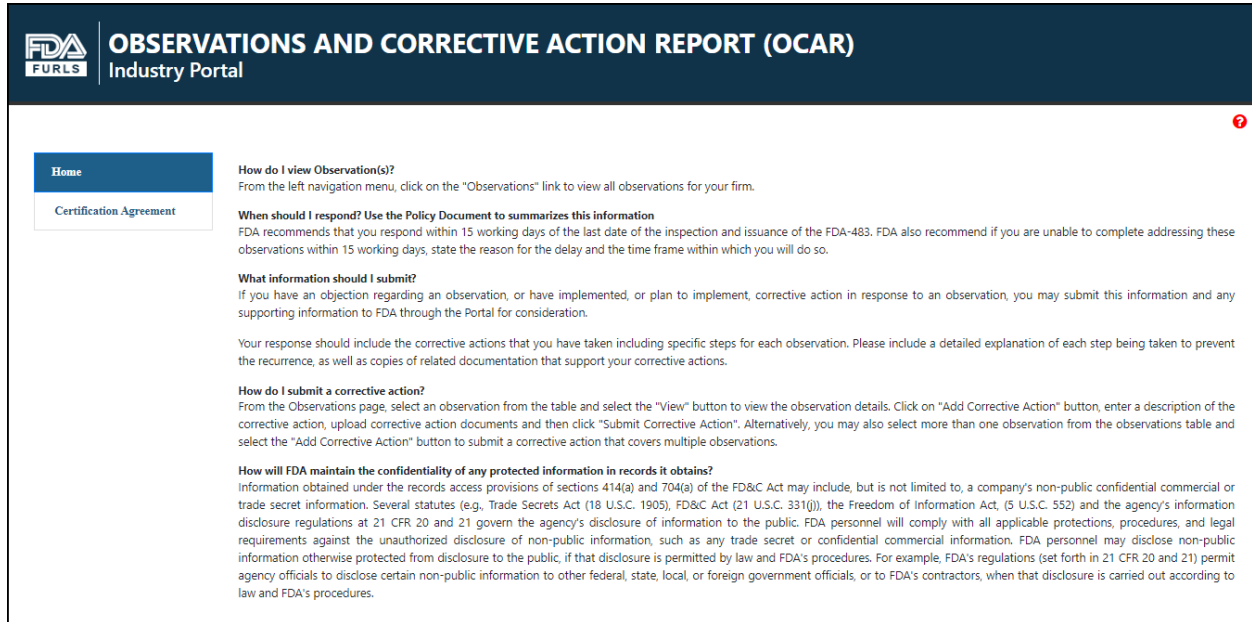 FDA
FURLS
OBSERVATIONS AND CORRECTIVE ACTION REPORT (OCAR)
Industry Portal
?
Home
Certification Agreement
How do I view Observation(s)?
From the left navigation menu, click on the "Observations" link to view all observations for your firm.
When should I respond? Use the Policy Document to summarizes this information
FDA recommends that you respond within 15 working days of the last date of the inspection and issuance of the FDA-483. FDA also recommend if you are unable to complete addressing these
observations within 15 working days, state the reason for the delay and the time frame within which you will do so.
What information should I submit?
If you have an objection regarding an observation, or have implemented, or plan to implement, corrective action in response to an observation, you may submit this information and any
supporting information to FDA through the Portal for consideration.
Your response should include the corrective actions that you have taken including specific steps for each observation. Please include a detailed explanation of each step being taken to prevent
the recurrence, as well as copies of related documentation that support your corrective actions.
How do I submit a corrective action?
From the Observations page, select an observation from the table and select the "View" button to view the observation details. Click on "Add Corrective Action" button, enter a description of the
corrective action, upload corrective action documents and then click "Submit Corrective Action". Alternatively, you may also select more than one observation from the observations table and
select the "Add Corrective Action" button to submit a corrective action that covers multiple observations.
How will FDA maintain the confidentiality of any protected information in records it obtains?
Information obtained under the records access provisions of sections 414(a) and 704(a) of the FD&C Act may include, but is not limited to, a company's non-public confidential commercial or
trade secret information. Several statutes (e.g., Trade Secrets Act (18 U.S.C. 1905), FD&C Act (21 U.S.C. 331(j)), the Freedom of Information Act, (5 U.S.C. 552) and the agency's information
disclosure regulations at 21 CFR 20 and 21 govern the agency's disclosure of information to the public. FDA personnel will comply with all applicable protections, procedures, and legal
requirements against the unauthorized disclosure of non-public information, such as any trade secret or confidential commercial information. FDA personnel may disclose non-public
information otherwise protected from disclosure to the public, if that disclosure is permitted by law and FDA's procedures. For example, FDA's regulations (set forth in 21 CFR 20 and 21) permit
agency officials to disclose certain non-public information to other federal, state, local, or foreign government officials, or to FDA's contractors, when that disclosure is carried out according to
law and FDA's procedures.